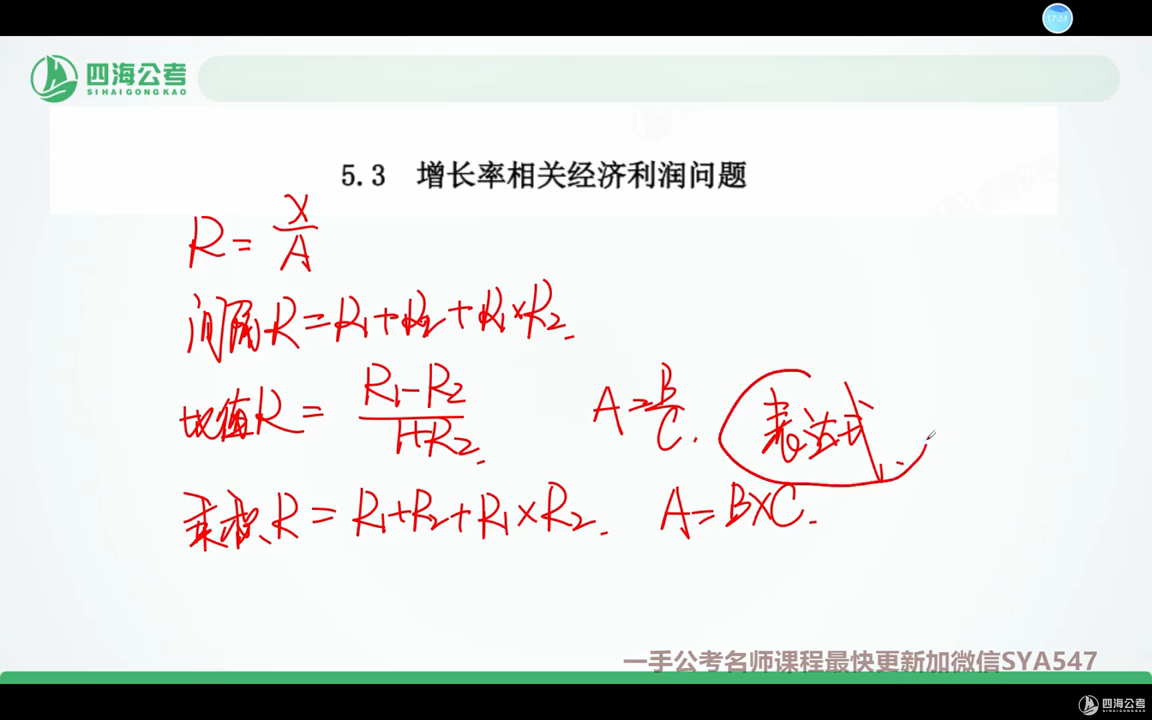 17:23
四海公考
SIHAIGONGKAO
5.3 增长率相关经济利润问题
R = X/A
间隔R = R₁+R₂+R₁×R₂.
比值R = (R₁-R₂)/(1+R₂). A = B/C. 表达式
乘积R = R₁+R₂+R₁×R₂. A = B×C.
一手公考名师课程最快更新加微信SYA547
四海公考